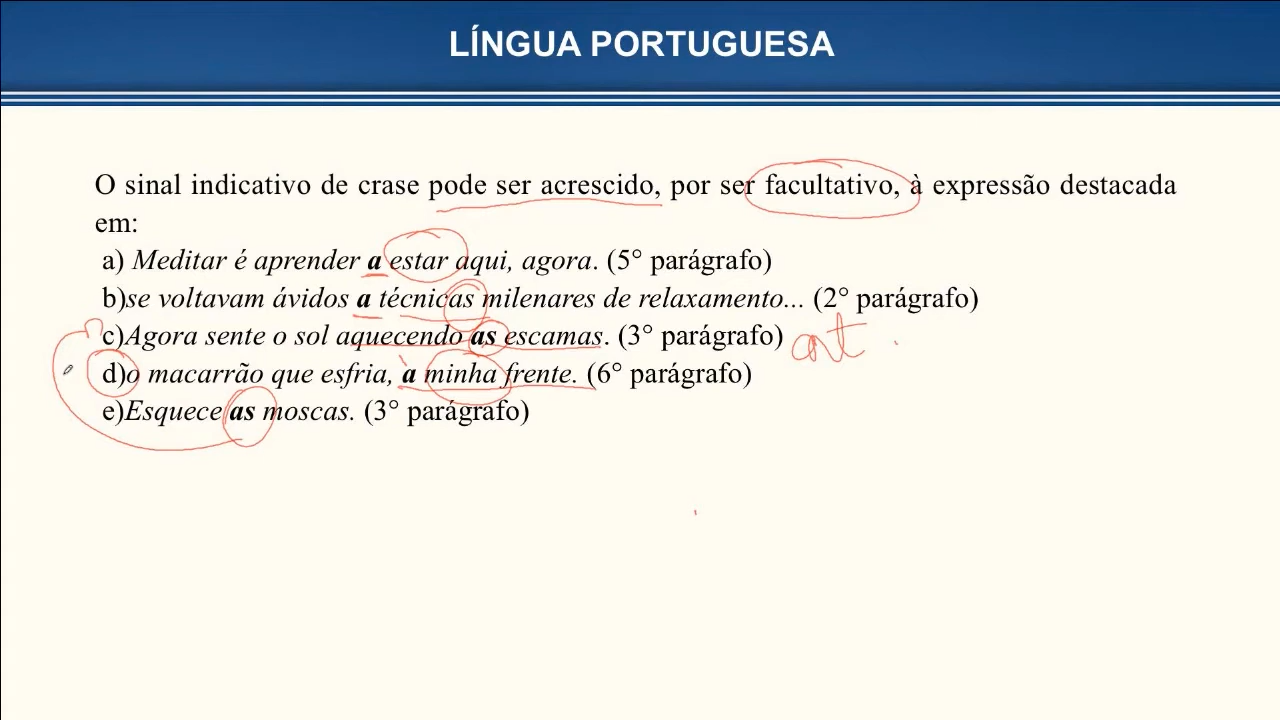 LÍNGUA PORTUGUESA
O sinal indicativo de crase pode ser acrescido, por ser facultativo, à expressão destacada
em:
a) Meditar é aprender a estar aqui, agora. (5° parágrafo)
b)se voltavam ávidos a técnicas milenares de relaxamento... (2° parágrafo)
c)Agora sente o sol aquecendo as escamas. (3° parágrafo) art.
d)o macarrão que esfria, a minha frente. (6° parágrafo)
e)Esquece as moscas. (3° parágrafo)